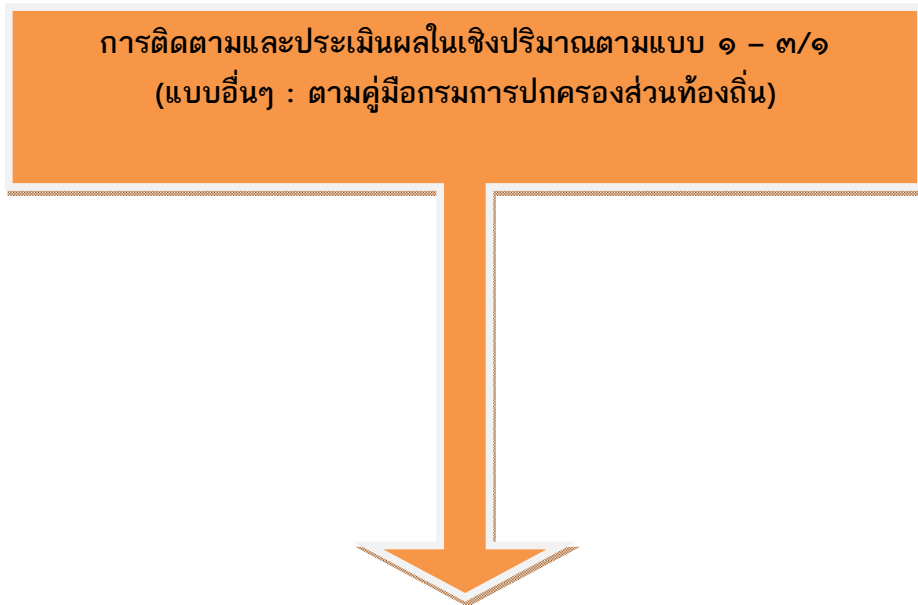 การติดตามและประเมินผลในเชิงปริมาณตามแบบ ๑ – ๓/๑
(แบบอื่นๆ : ตามคู่มือกรมการปกครองส่วนท้องถิ่น)